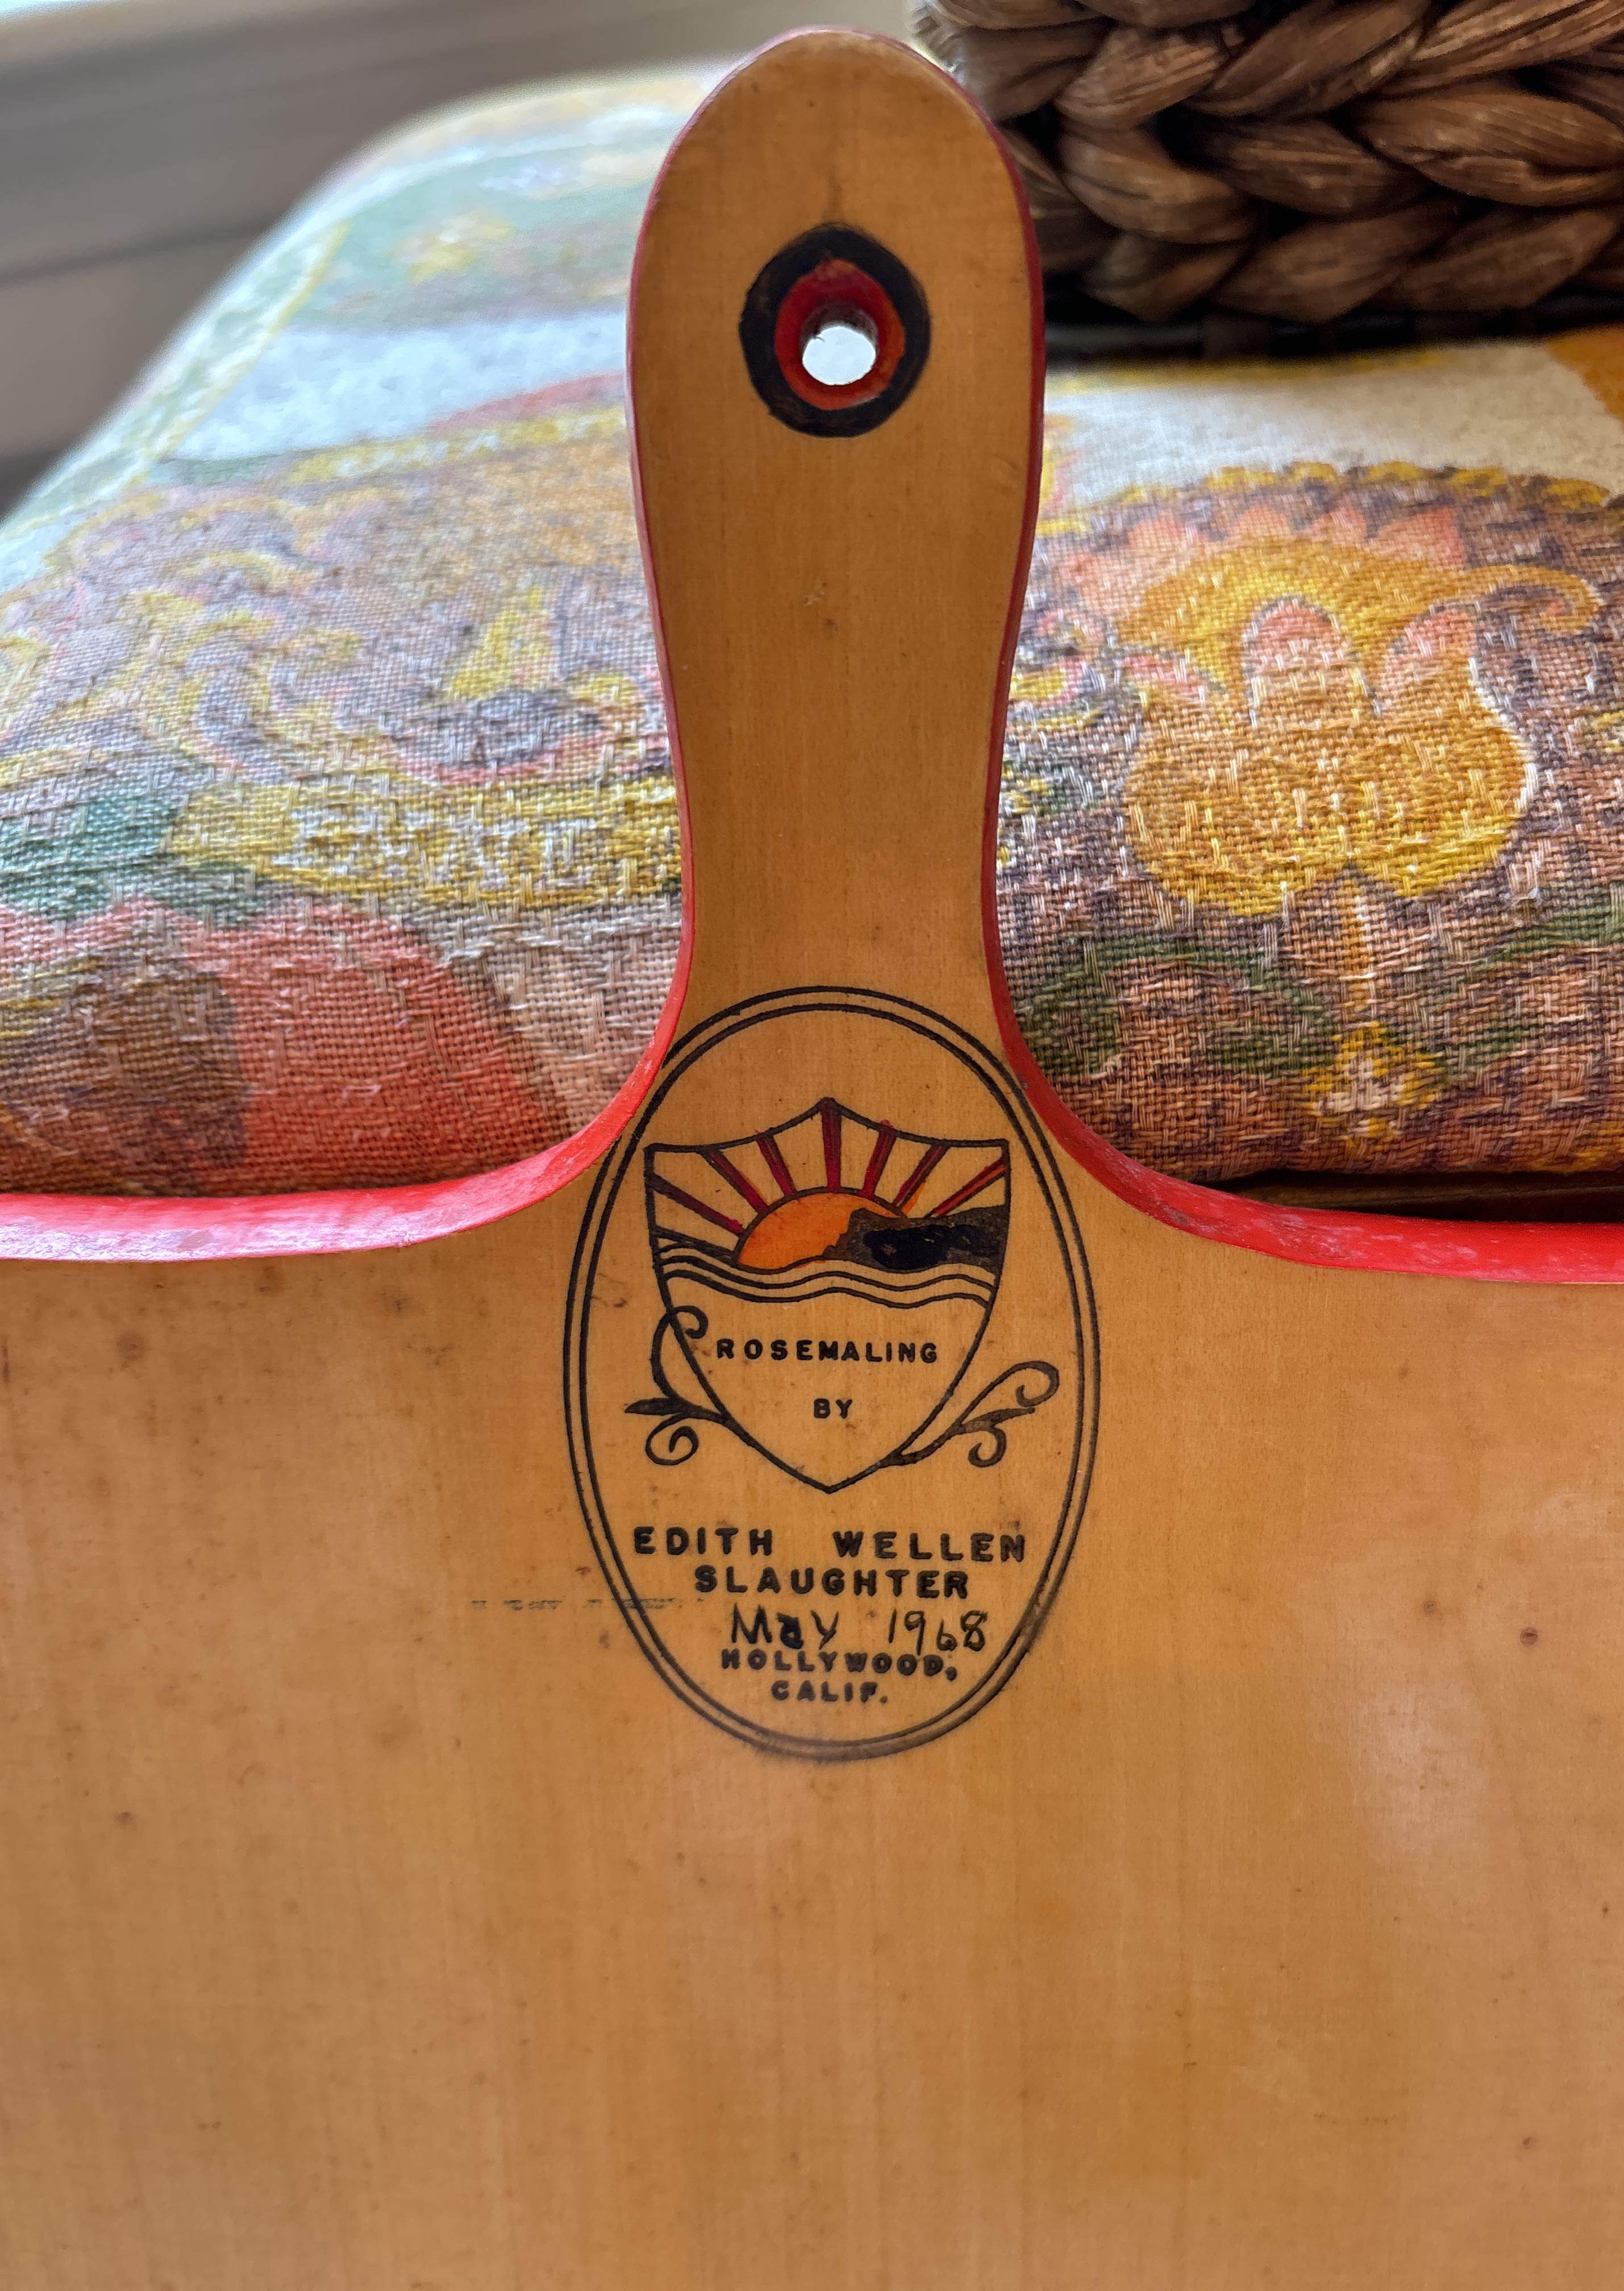 ROSEMALING
BY
EDITH WELLEN
SLAUGHTER
May 1968
HOLLYWOOD,
CALIF.